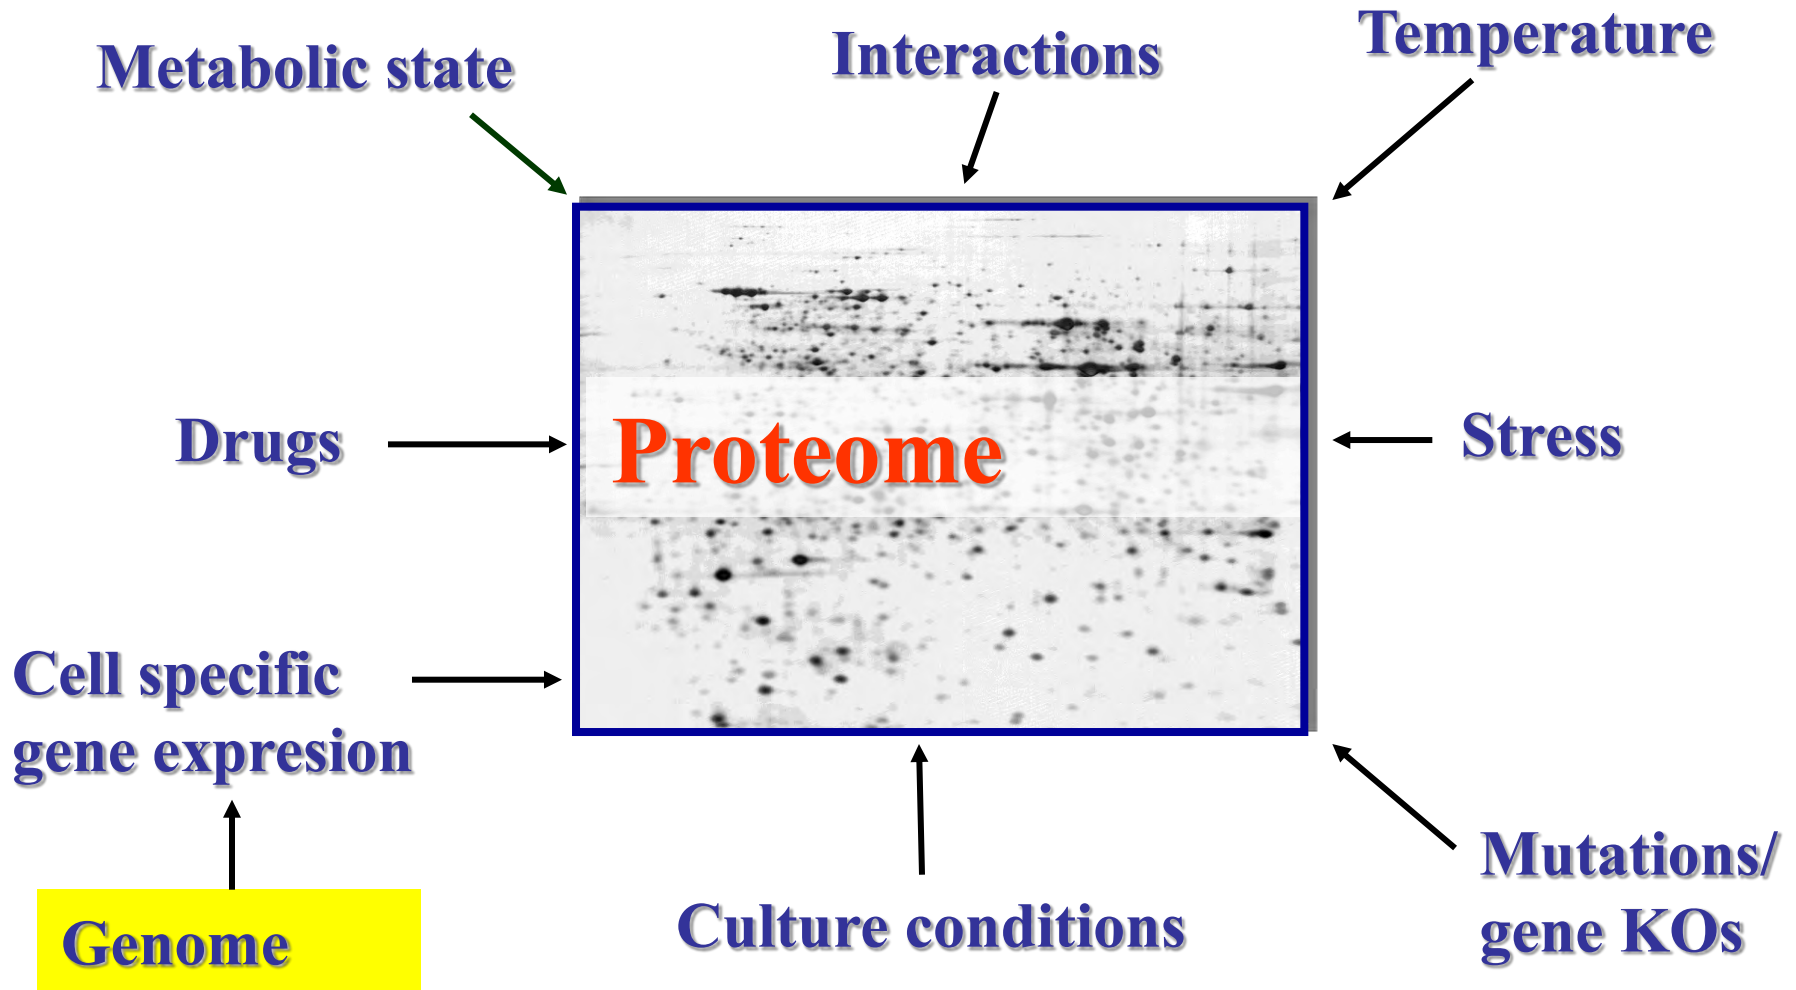 Metabolic state
Interactions
Temperature
Drugs
Proteome
Stress
Cell specific
gene expresion
Genome
Culture conditions
Mutations/
gene KOs